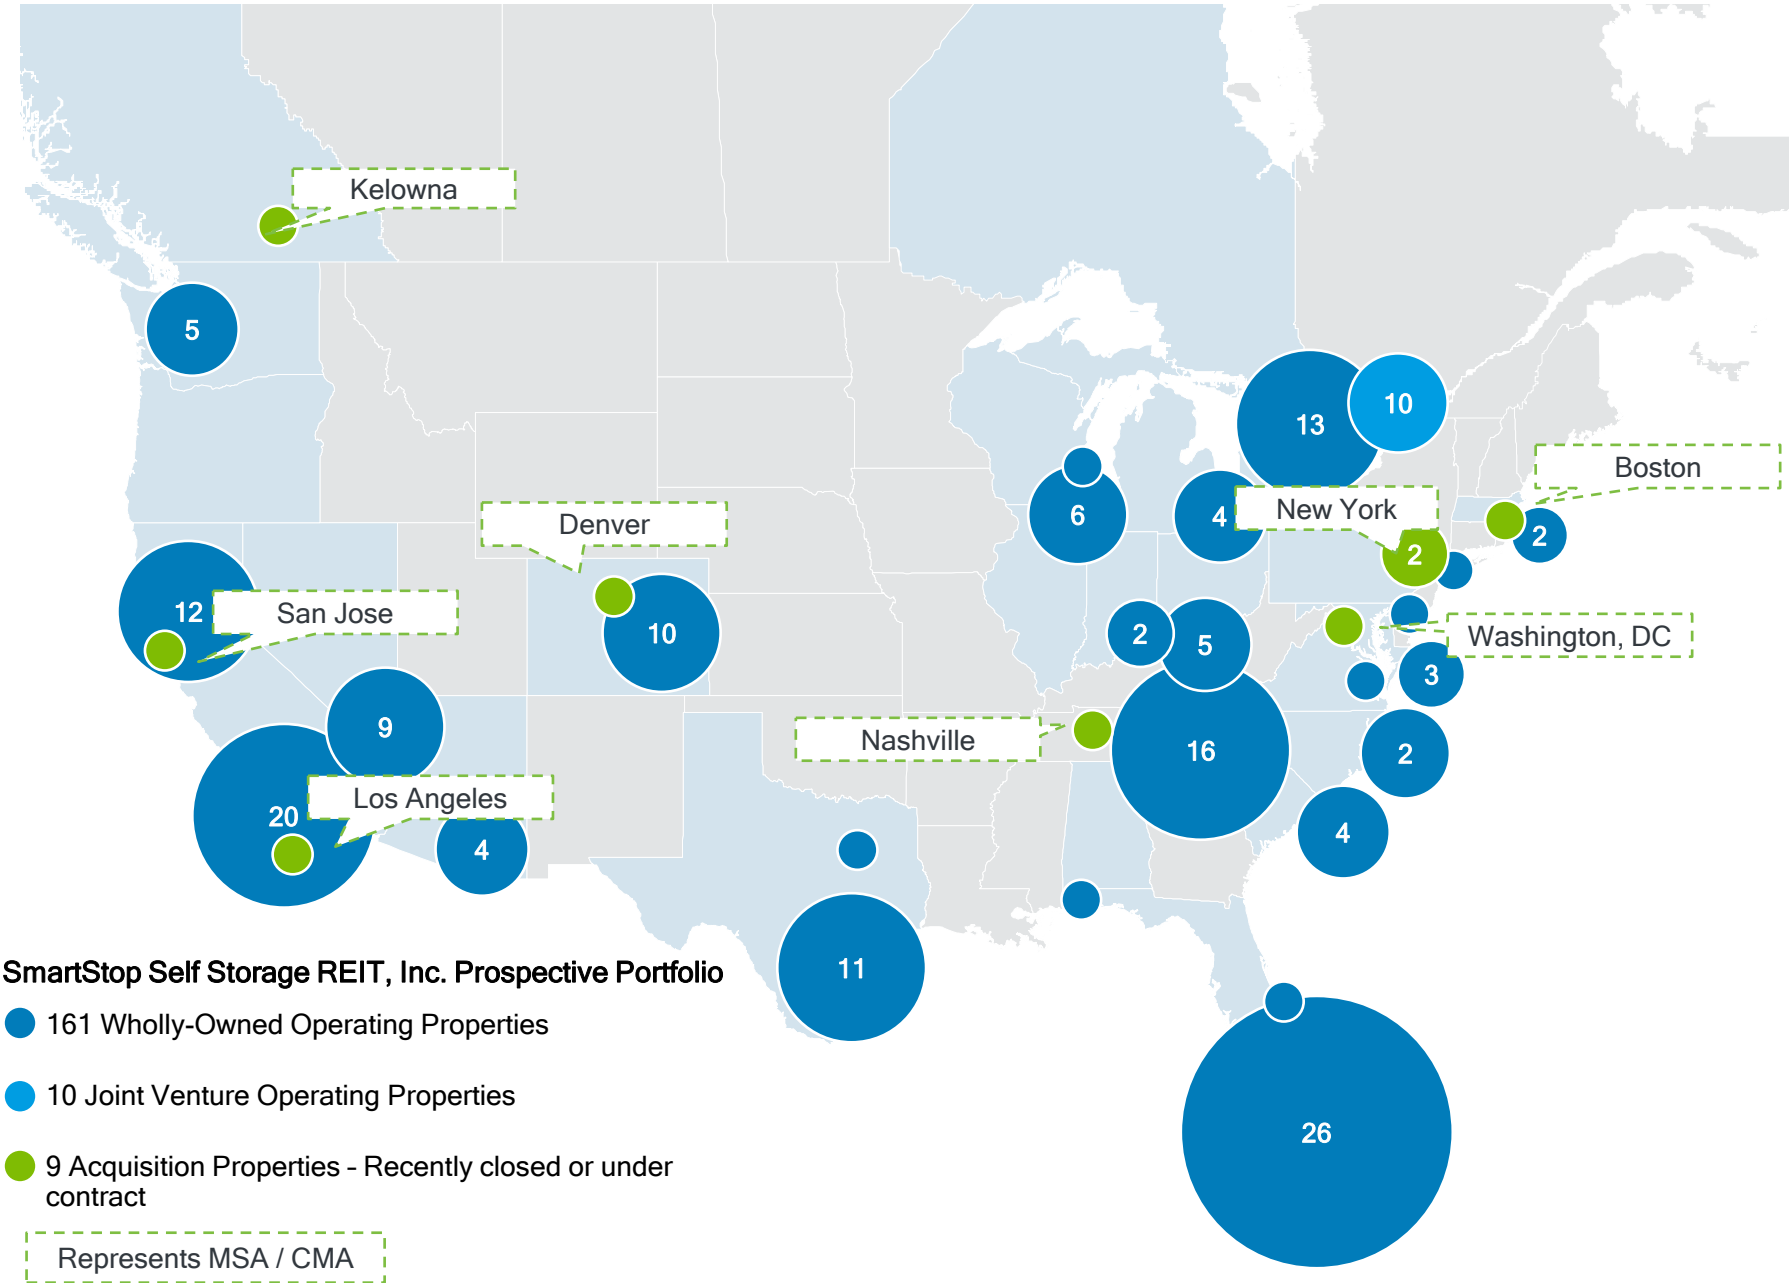 Kelowna
5
13
10
Boston
6
4
New York
2
2
Denver
12
San Jose
10
2
5
Washington, DC
3
9
Nashville
16
2
20
Los Angeles
4
4
11
26
SmartStop Self Storage REIT, Inc. Prospective Portfolio
161 Wholly-Owned Operating Properties
10 Joint Venture Operating Properties
9 Acquisition Properties - Recently closed or under
contract
Represents MSA / CMA